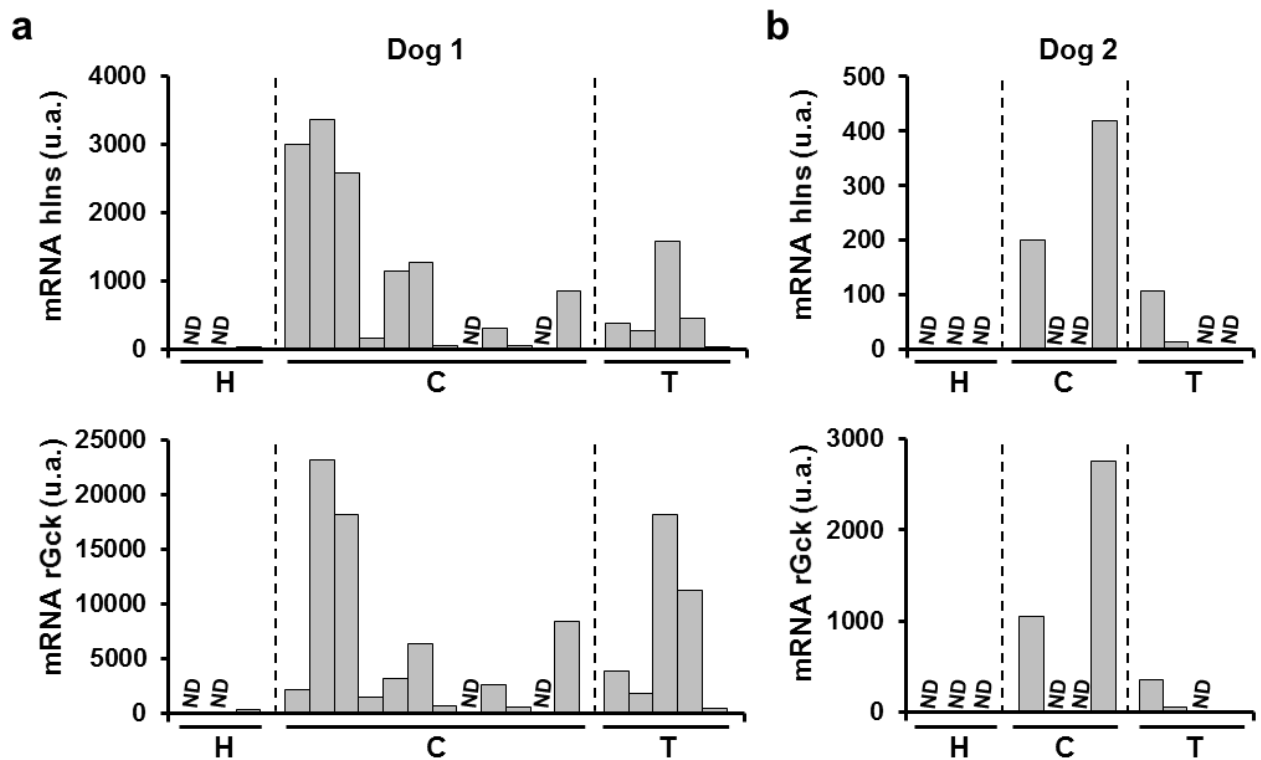 a
Dog 1
mRNA hIns (u.a.)
4000
3000
2000
1000
0
ND ND ND ND
H C T
b
Dog 2
mRNA hIns (u.a.)
500
400
300
200
100
0
ND ND ND ND ND ND ND
H C T
mRNA rGck (u.a.)
25000
20000
15000
10000
5000
0
ND ND ND ND
H C T
mRNA rGck (u.a.)
3000
2000
1000
0
ND ND ND ND ND ND
H C T